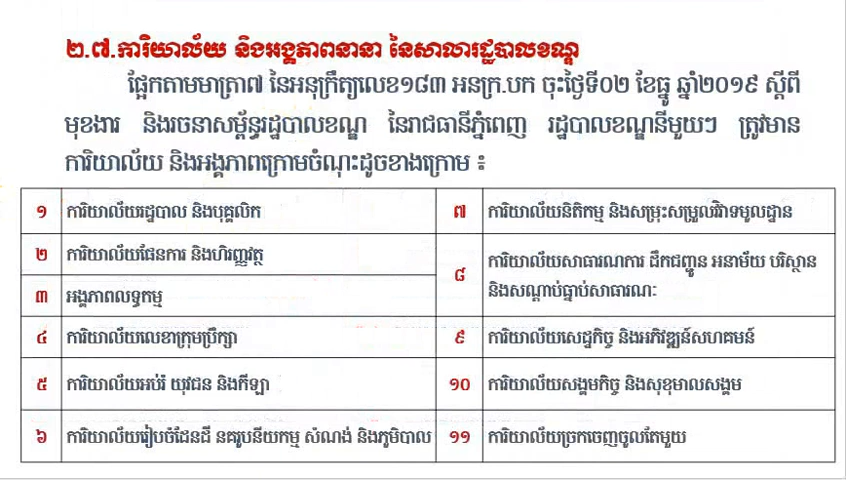 ២.៧.ការិយាល័យ និងអង្គភាពនានា នៃសាលារដ្ឋបាលខណ្ឌ
ផ្អែកតាមមាត្រា៧ នៃអនុក្រឹត្យលេខ១៨៣ អនក្រ.បក ចុះថ្ងៃទី០២ ខែធ្នូ ឆ្នាំ២០១៩ ស្តីពី
មុខងារ និងរចនាសម្ព័ន្ធរដ្ឋបាលខណ្ឌ នៃរាជធានីភ្នំពេញ រដ្ឋបាលខណ្ឌនីមួយៗ ត្រូវមាន
ការិយាល័យ និងអង្គភាពក្រោមចំណុះដូចខាងក្រោម ៖
១ ការិយាល័យរដ្ឋបាល និងបុគ្គលិក
២ ការិយាល័យផែនការ និងហិរញ្ញវត្ថុ
៣ អង្គភាពលទ្ធកម្ម
៤ ការិយាល័យលេខាក្រុមប្រឹក្សា
៥ ការិយាល័យអប់រំ យុវជន និងកីឡា
៦ ការិយាល័យរៀបចំដែនដី នគរូបនីយកម្ម សំណង់ និងភូមិបាល
៧ ការិយាល័យនិតិកម្ម និងសម្រុះសម្រួលវិវាទមូលដ្ឋាន
៨ ការិយាល័យសាធារណការ ដឹកជញ្ជូន អនាម័យ បរិស្ថាន
និងសណ្តាប់ធ្នាប់សាធារណៈ
៩ ការិយាល័យសេដ្ឋកិច្ច និងអភិវឌ្ឍន៍សហគមន៍
១០ ការិយាល័យសង្គមកិច្ច និងសុខុមាលសង្គម
១១ ការិយាល័យច្រកចេញចូលតែមួយ